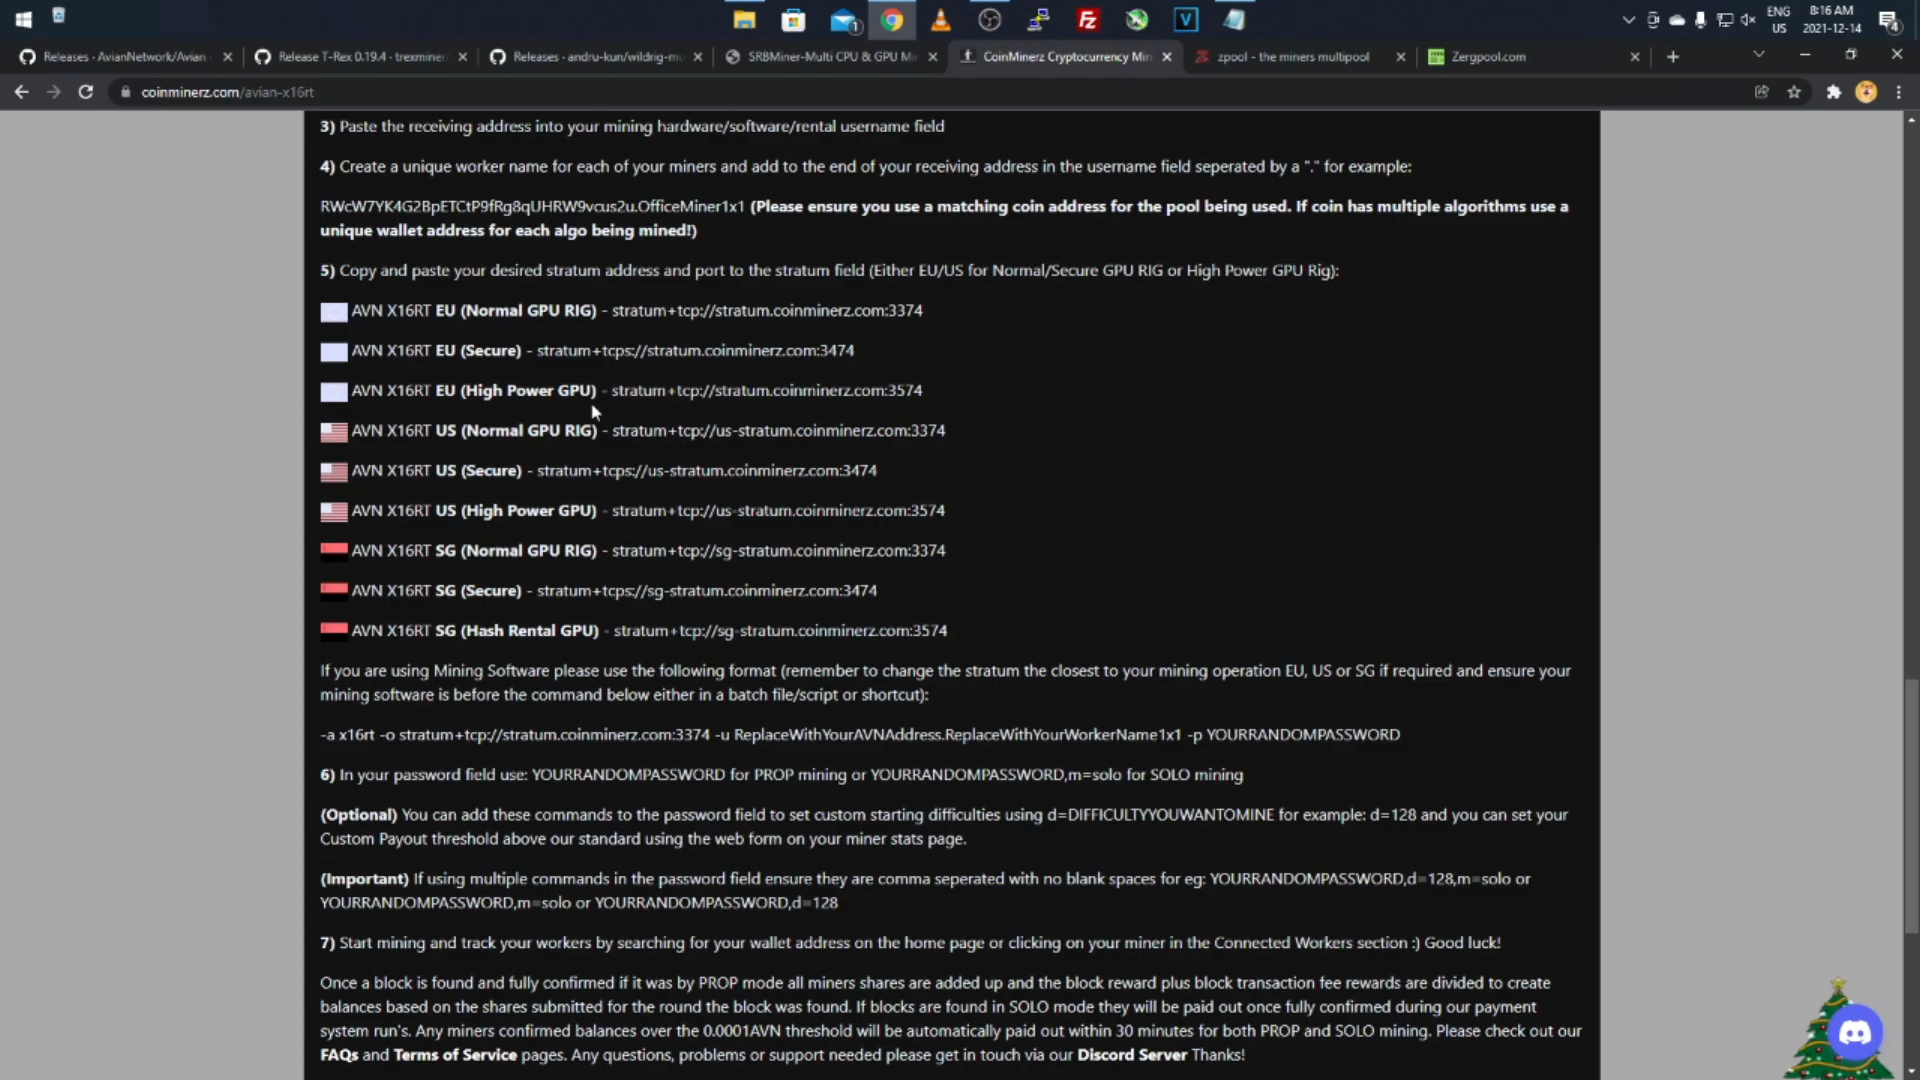 1
ENG
US
8:16 AM
2021-12-14
4
Releases · AvianNetwork/Avian
Release T-Rex 0.19.4 · trexminer
Releases · andru-kun/wildrig-mu
SRBMiner-Multi CPU & GPU Mi
CoinMinerz Cryptocurrency Min
zpool - the miners multipool
Zergpool.com
coinminerz.com/avian-x16rt
3) Paste the receiving address into your mining hardware/software/rental username field
4) Create a unique worker name for each of your miners and add to the end of your receiving address in the username field seperated by a "." for example:
RWcW7YK4G2BpETCtP9fRg8qUHRW9vcus2u.OfficeMiner1x1 (Please ensure you use a matching coin address for the pool being used. If coin has multiple algorithms use a
unique wallet address for each algo being mined!)
5) Copy and paste your desired stratum address and port to the stratum field (Either EU/US for Normal/Secure GPU RIG or High Power GPU Rig):
AVN X16RT EU (Normal GPU RIG) - stratum+tcp://stratum.coinminerz.com:3374
AVN X16RT EU (Secure) - stratum+tcps://stratum.coinminerz.com:3474
AVN X16RT EU (High Power GPU) - stratum+tcp://stratum.coinminerz.com:3574
AVN X16RT US (Normal GPU RIG) - stratum+tcp://us-stratum.coinminerz.com:3374
AVN X16RT US (Secure) - stratum+tcps://us-stratum.coinminerz.com:3474
AVN X16RT US (High Power GPU) - stratum+tcp://us-stratum.coinminerz.com:3574
AVN X16RT SG (Normal GPU RIG) - stratum+tcp://sg-stratum.coinminerz.com:3374
AVN X16RT SG (Secure) - stratum+tcps://sg-stratum.coinminerz.com:3474
AVN X16RT SG (Hash Rental GPU) - stratum+tcp://sg-stratum.coinminerz.com:3574
If you are using Mining Software please use the following format (remember to change the stratum the closest to your mining operation EU, US or SG if required and ensure your
mining software is before the command below either in a batch file/script or shortcut):
-a x16rt -o stratum+tcp://stratum.coinminerz.com:3374 -u ReplaceWithYourAVNAddress.ReplaceWithYourWorkerName1x1 -p YOURRANDOMPASSWORD
6) In your password field use: YOURRANDOMPASSWORD for PROP mining or YOURRANDOMPASSWORD,m=solo for SOLO mining
(Optional) You can add these commands to the password field to set custom starting difficulties using d=DIFFICULTYYOUWANTOMINE for example: d=128 and you can set your
Custom Payout threshold above our standard using the web form on your miner stats page.
(Important) If using multiple commands in the password field ensure they are comma seperated with no blank spaces for eg: YOURRANDOMPASSWORD,d=128,m=solo or
YOURRANDOMPASSWORD,m=solo or YOURRANDOMPASSWORD,d=128
7) Start mining and track your workers by searching for your wallet address on the home page or clicking on your miner in the Connected Workers section :) Good luck!
Once a block is found and fully confirmed if it was by PROP mode all miners shares are added up and the block reward plus block transaction fee rewards are divided to create
balances based on the shares submitted for the round the block was found. If blocks are found in SOLO mode they will be paid out once fully confirmed during our payment
system run's. Any miners confirmed balances over the 0.0001AVN threshold will be automatically paid out within 30 minutes for both PROP and SOLO mining. Please check out our
FAQs and Terms of Service pages. Any questions, problems or support needed please get in touch via our Discord Server Thanks!